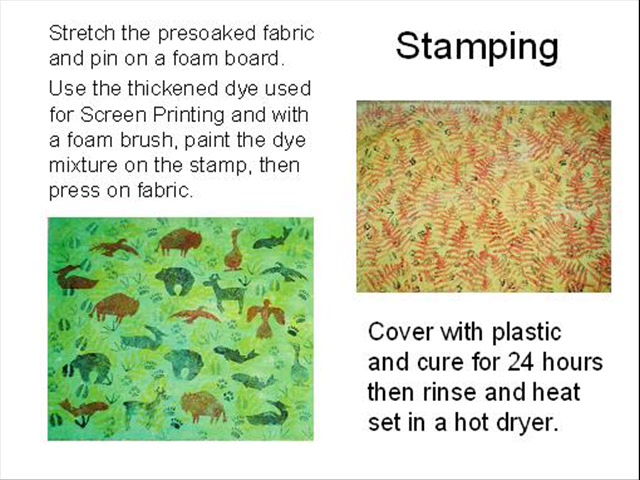 Stretch the presoaked fabric
and pin on a foam board.
Use the thickened dye used
for Screen Printing and with
a foam brush, paint the dye
mixture on the stamp, then
press on fabric.
Stamping
Cover with plastic
and cure for 24 hours
then rinse and heat
set in a hot dryer.